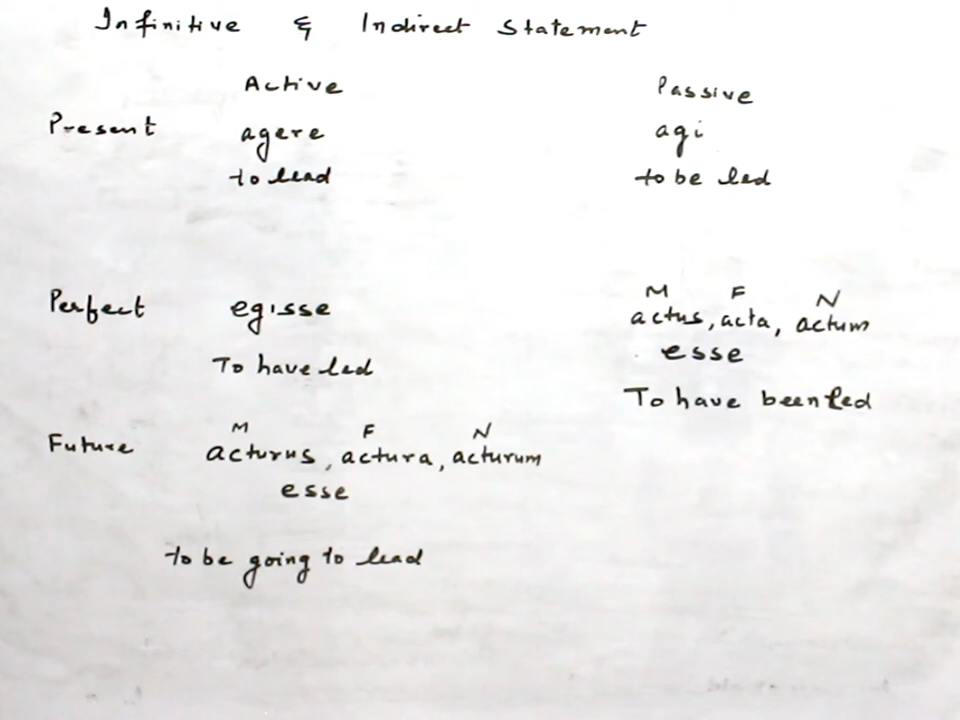 Infinitive & Indirect Statement
Active Passive
Present agere agi
to lead to be led
M F N
Perfect egisse actus, acta, actum
esse
To have led
To have been led
M F N
Future acturus, actura, acturum
esse
to be going to lead